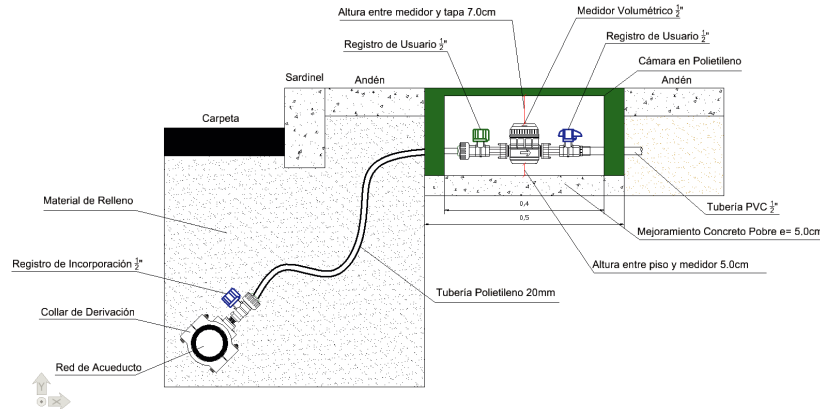 Altura entre medidor y tapa 7.0cm
Medidor Volumétrico ½"
Registro de Usuario ½"
Registro de Usuario ½"
Cámara en Polietileno
Sardinel
Andén
Andén
Carpeta
Material de Relleno
0,4
0,5
Tubería PVC ½"
Mejoramiento Concreto Pobre e= 5.0cm
Registro de Incorporación ½"
Altura entre piso y medidor 5.0cm
Tubería Polietileno 20mm
Collar de Derivación
Red de Acueducto
Y
X